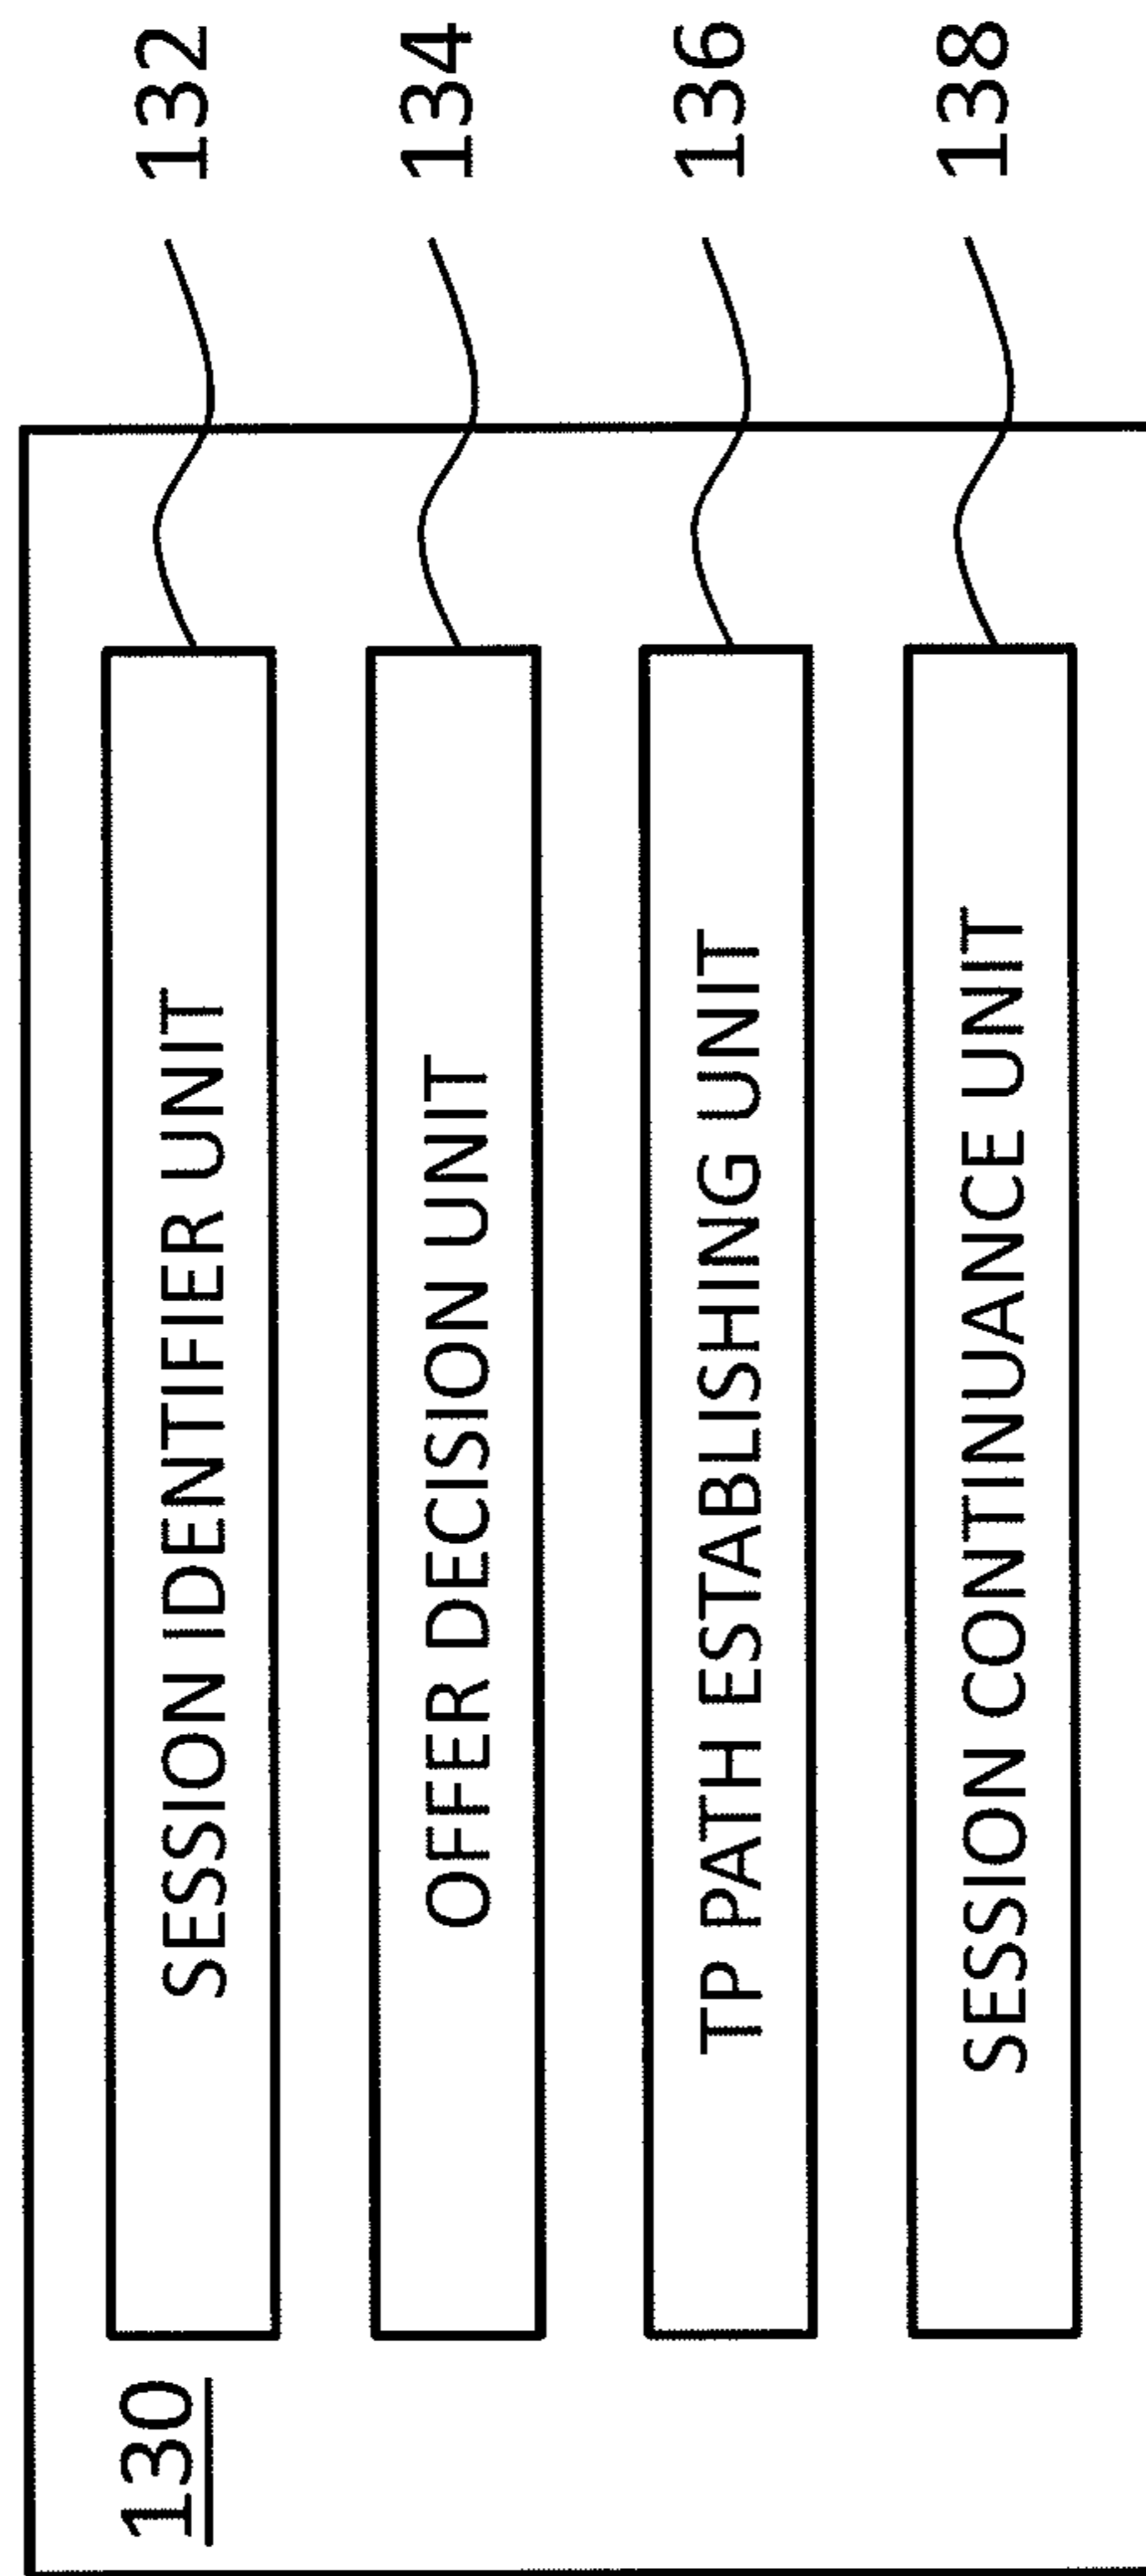 130
SESSION IDENTIFIER UNIT
132
OFFER DECISION UNIT
134
TP PATH ESTABLISHING UNIT
136
SESSION CONTINUANCE UNIT
138